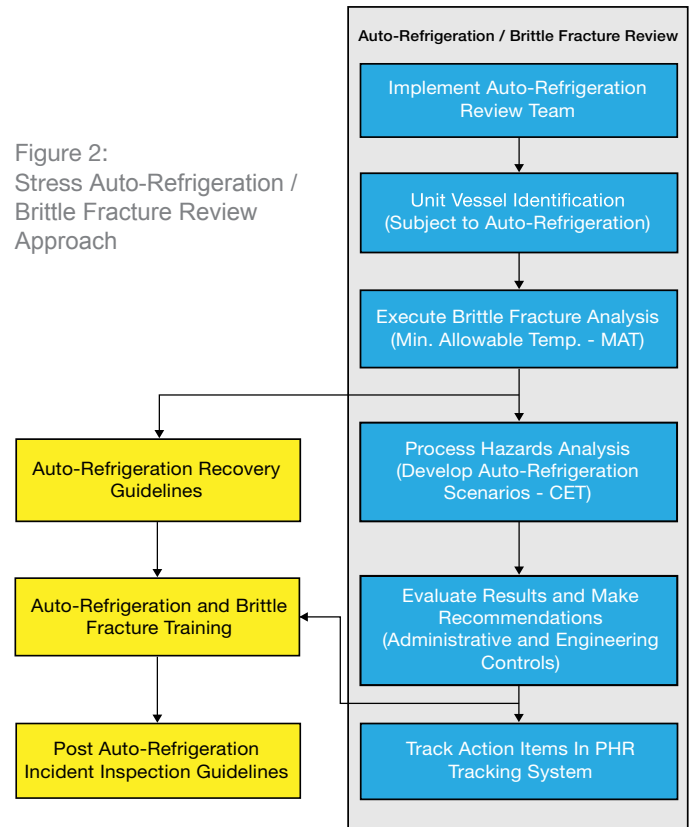 Figure 2:
Stress Auto-Refrigeration /
Brittle Fracture Review
Approach
Auto-Refrigeration / Brittle Fracture Review
Implement Auto-Refrigeration
Review Team
Unit Vessel Identification
(Subject to Auto-Refrigeration)
Execute Brittle Fracture Analysis
(Min. Allowable Temp. - MAT)
Process Hazards Analysis
(Develop Auto-Refrigeration
Scenarios - CET)
Evaluate Results and Make
Recommendations
(Administrative and Engineering
Controls)
Track Action Items In PHR
Tracking System
Auto-Refrigeration Recovery
Guidelines
Auto-Refrigeration and Brittle
Fracture Training
Post Auto-Refrigeration
Incident Inspection Guidelines